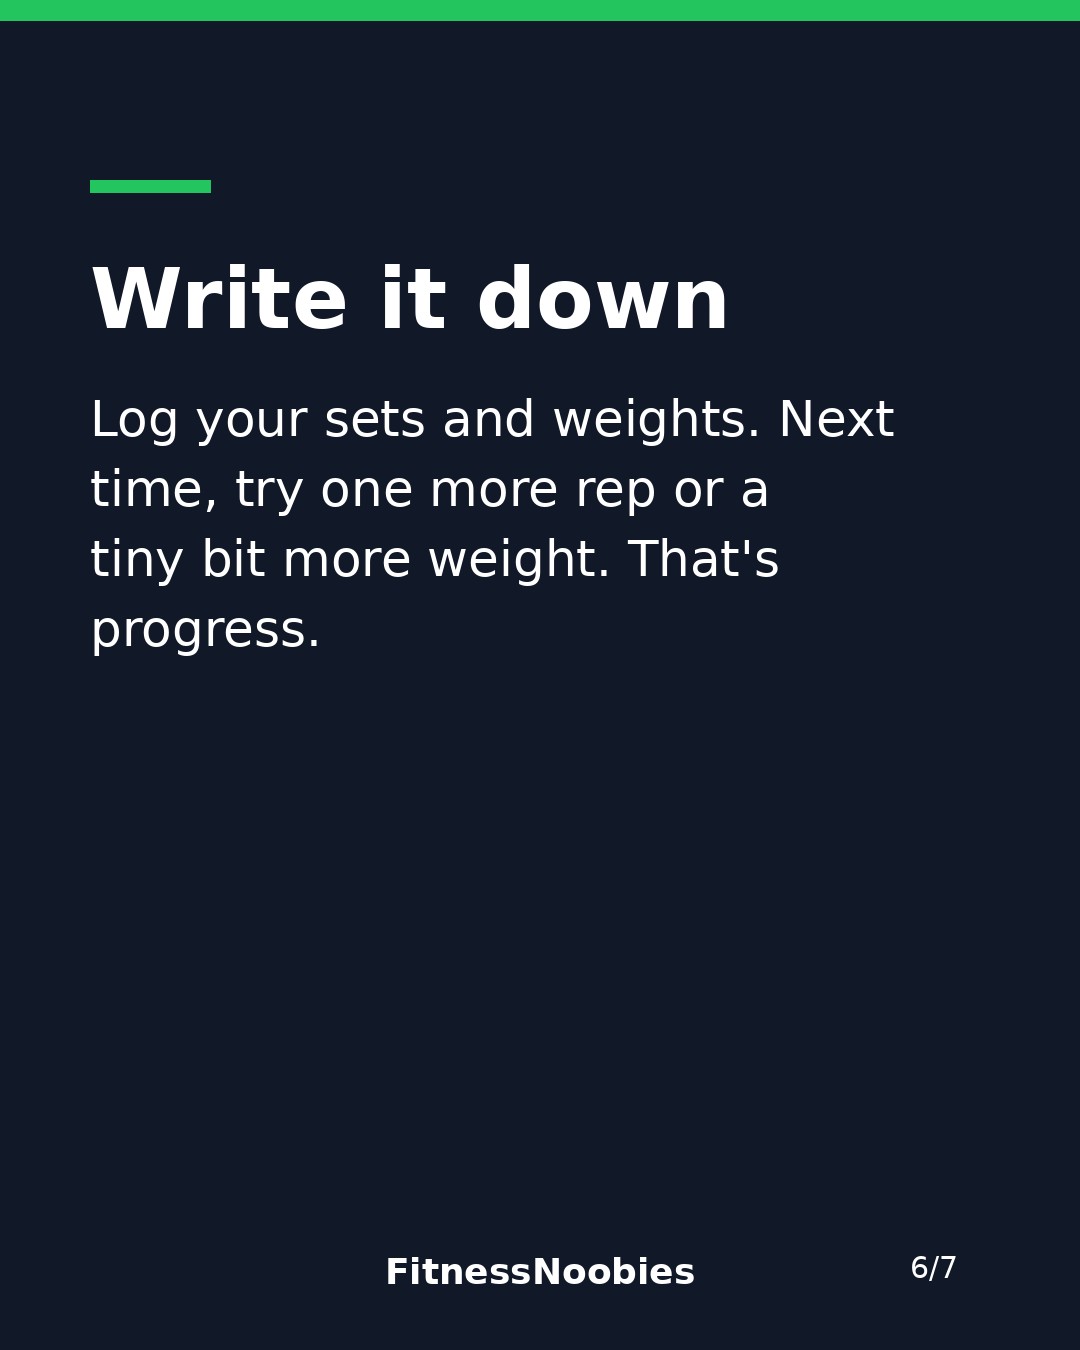 Write it down
Log your sets and weights. Next
time, try one more rep or a
tiny bit more weight. That's
progress.
FitnessNoobies
6/7